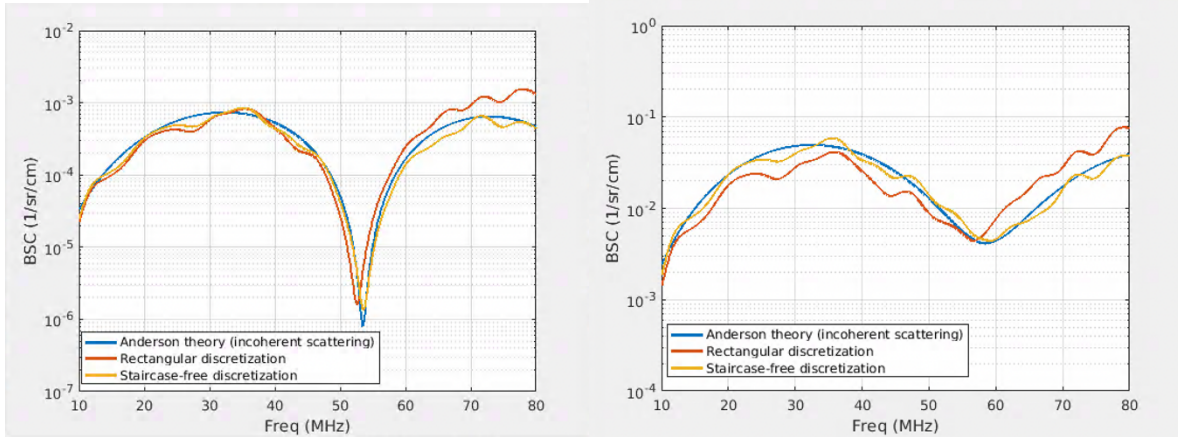 10-2
10-3
10-4
10-5
10-6
10-7
BSC (1/sr/cm)
Anderson theory (incoherent scattering)
Rectangular discretization
Staircase-free discretization
10 20 30 40 50 60 70 80
Freq (MHz)
100
10-1
10-2
10-3
10-4
BSC (1/sr/cm)
Anderson theory (incoherent scattering)
Rectangular discretization
Staircase-free discretization
10 20 30 40 50 60 70 80
Freq (MHz)